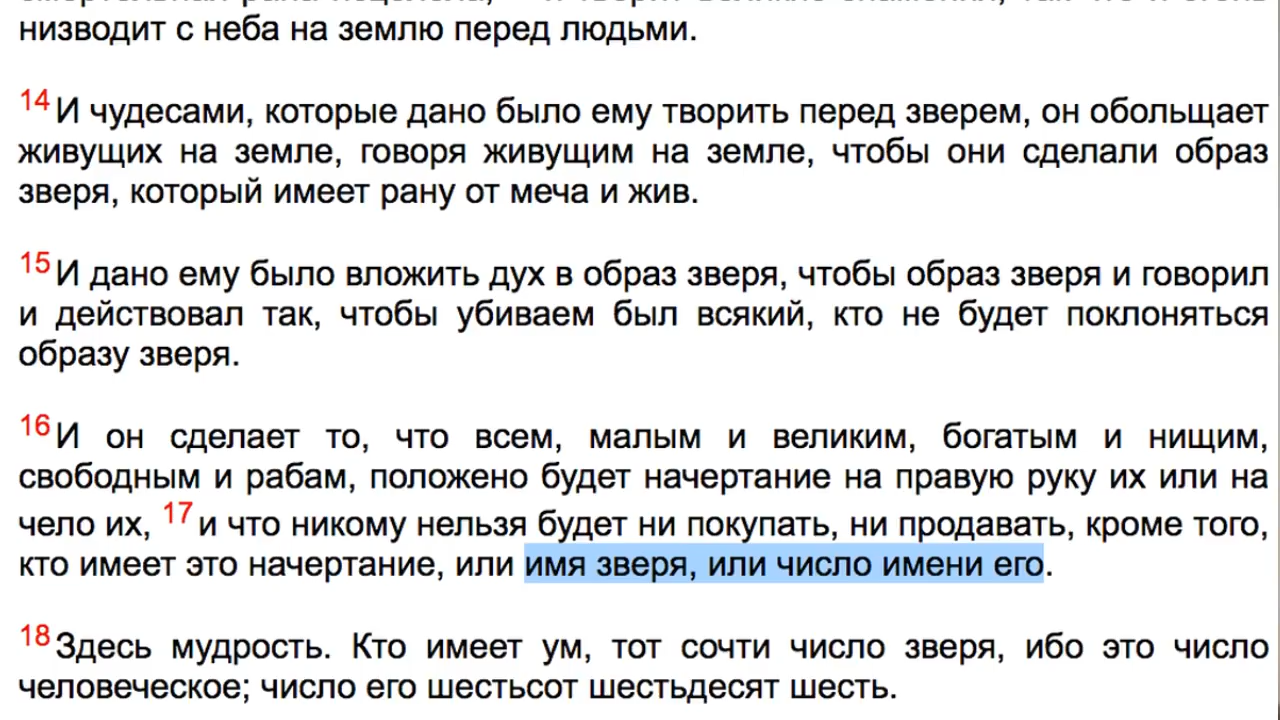 низводит с неба на землю перед людьми.
14 И чудесами, которые дано было ему творить перед зверем, он обольщает
живущих на земле, говоря живущим на земле, чтобы они сделали образ
зверя, который имеет рану от меча и жив.
15 И дано ему было вложить дух в образ зверя, чтобы образ зверя и говорил
и действовал так, чтобы убиваем был всякий, кто не будет поклоняться
образу зверя.
16 И он сделает то, что всем, малым и великим, богатым и нищим,
свободным и рабам, положено будет начертание на правую руку их или на
чело их, 17 и что никому нельзя будет ни покупать, ни продавать, кроме того,
кто имеет это начертание, или имя зверя, или число имени его.
18 Здесь мудрость. Кто имеет ум, тот сочти число зверя, ибо это число
человеческое; число его шестьсот шестьдесят шесть.